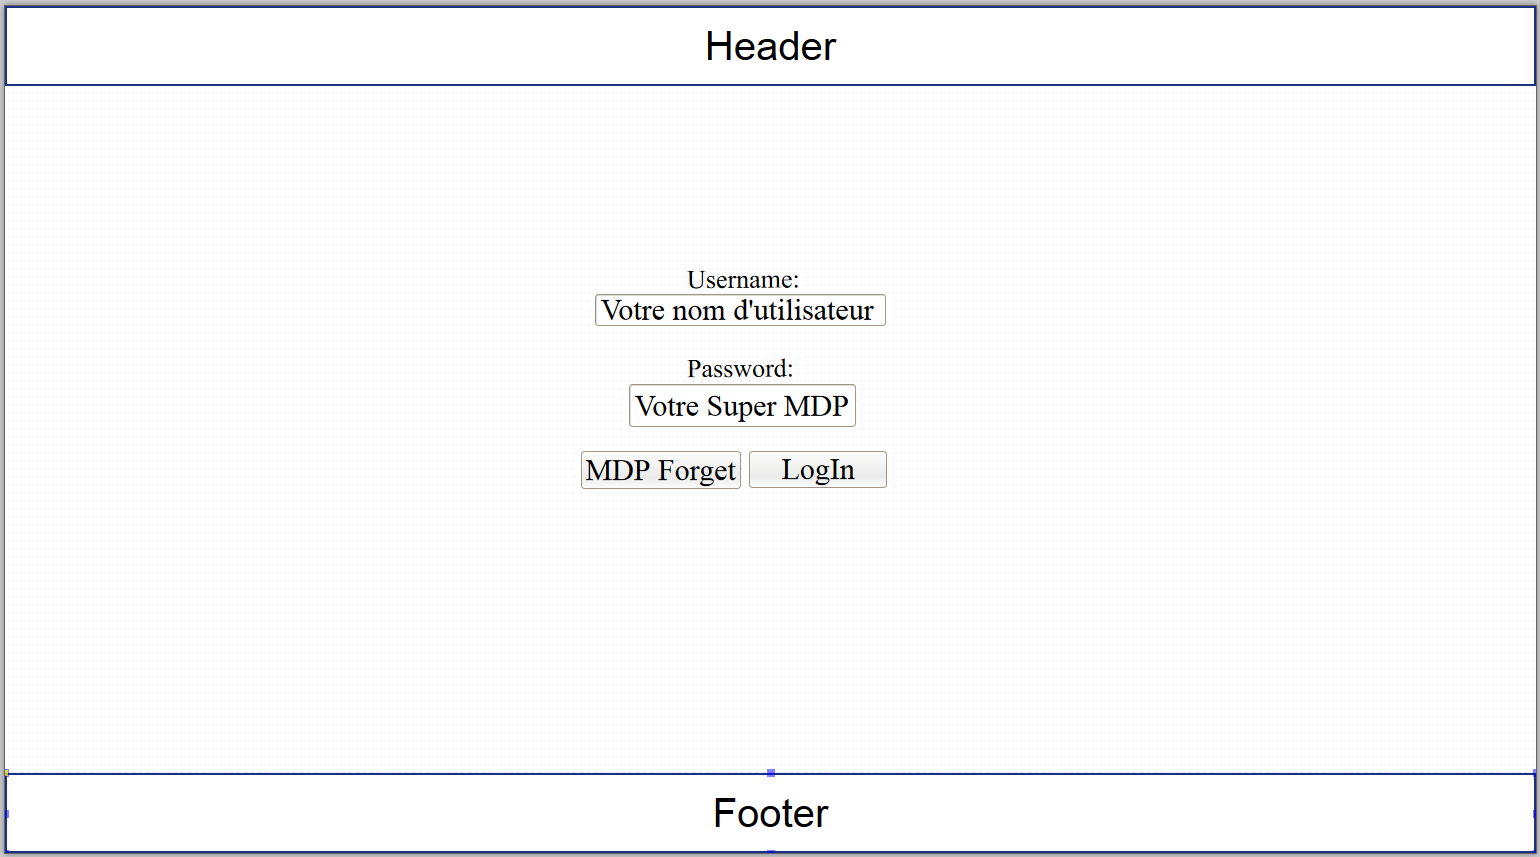 Header
Username:
Votre nom d'utilisateur
Password:
Votre Super MDP
MDP Forget LogIn
Footer